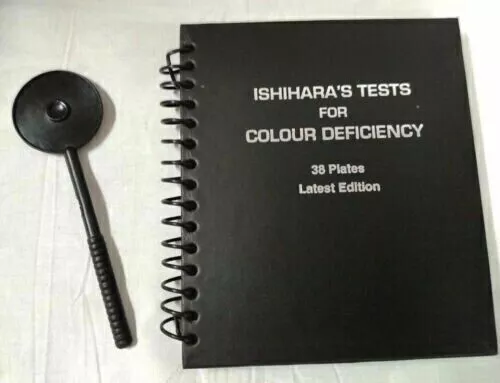 ISHIHARA'S TESTS
FOR
COLOUR DEFICIENCY
38 Plates
Latest Edition